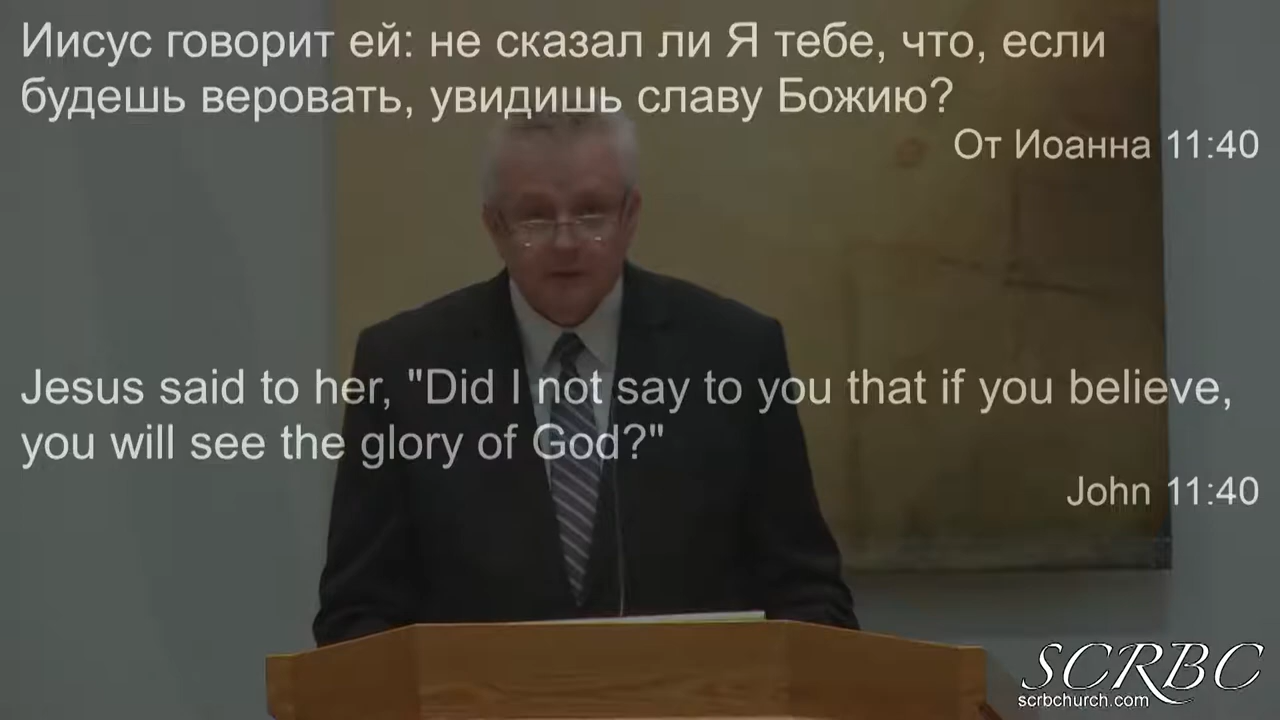 Иисус говорит ей: не сказал ли Я тебе, что, если
будешь веровать, увидишь славу Божию?
От Иоанна 11:40
Jesus said to her, "Did I not say to you that if you believe,
you will see the glory of God?"
John 11:40
SCRBC
scrbchurch.com